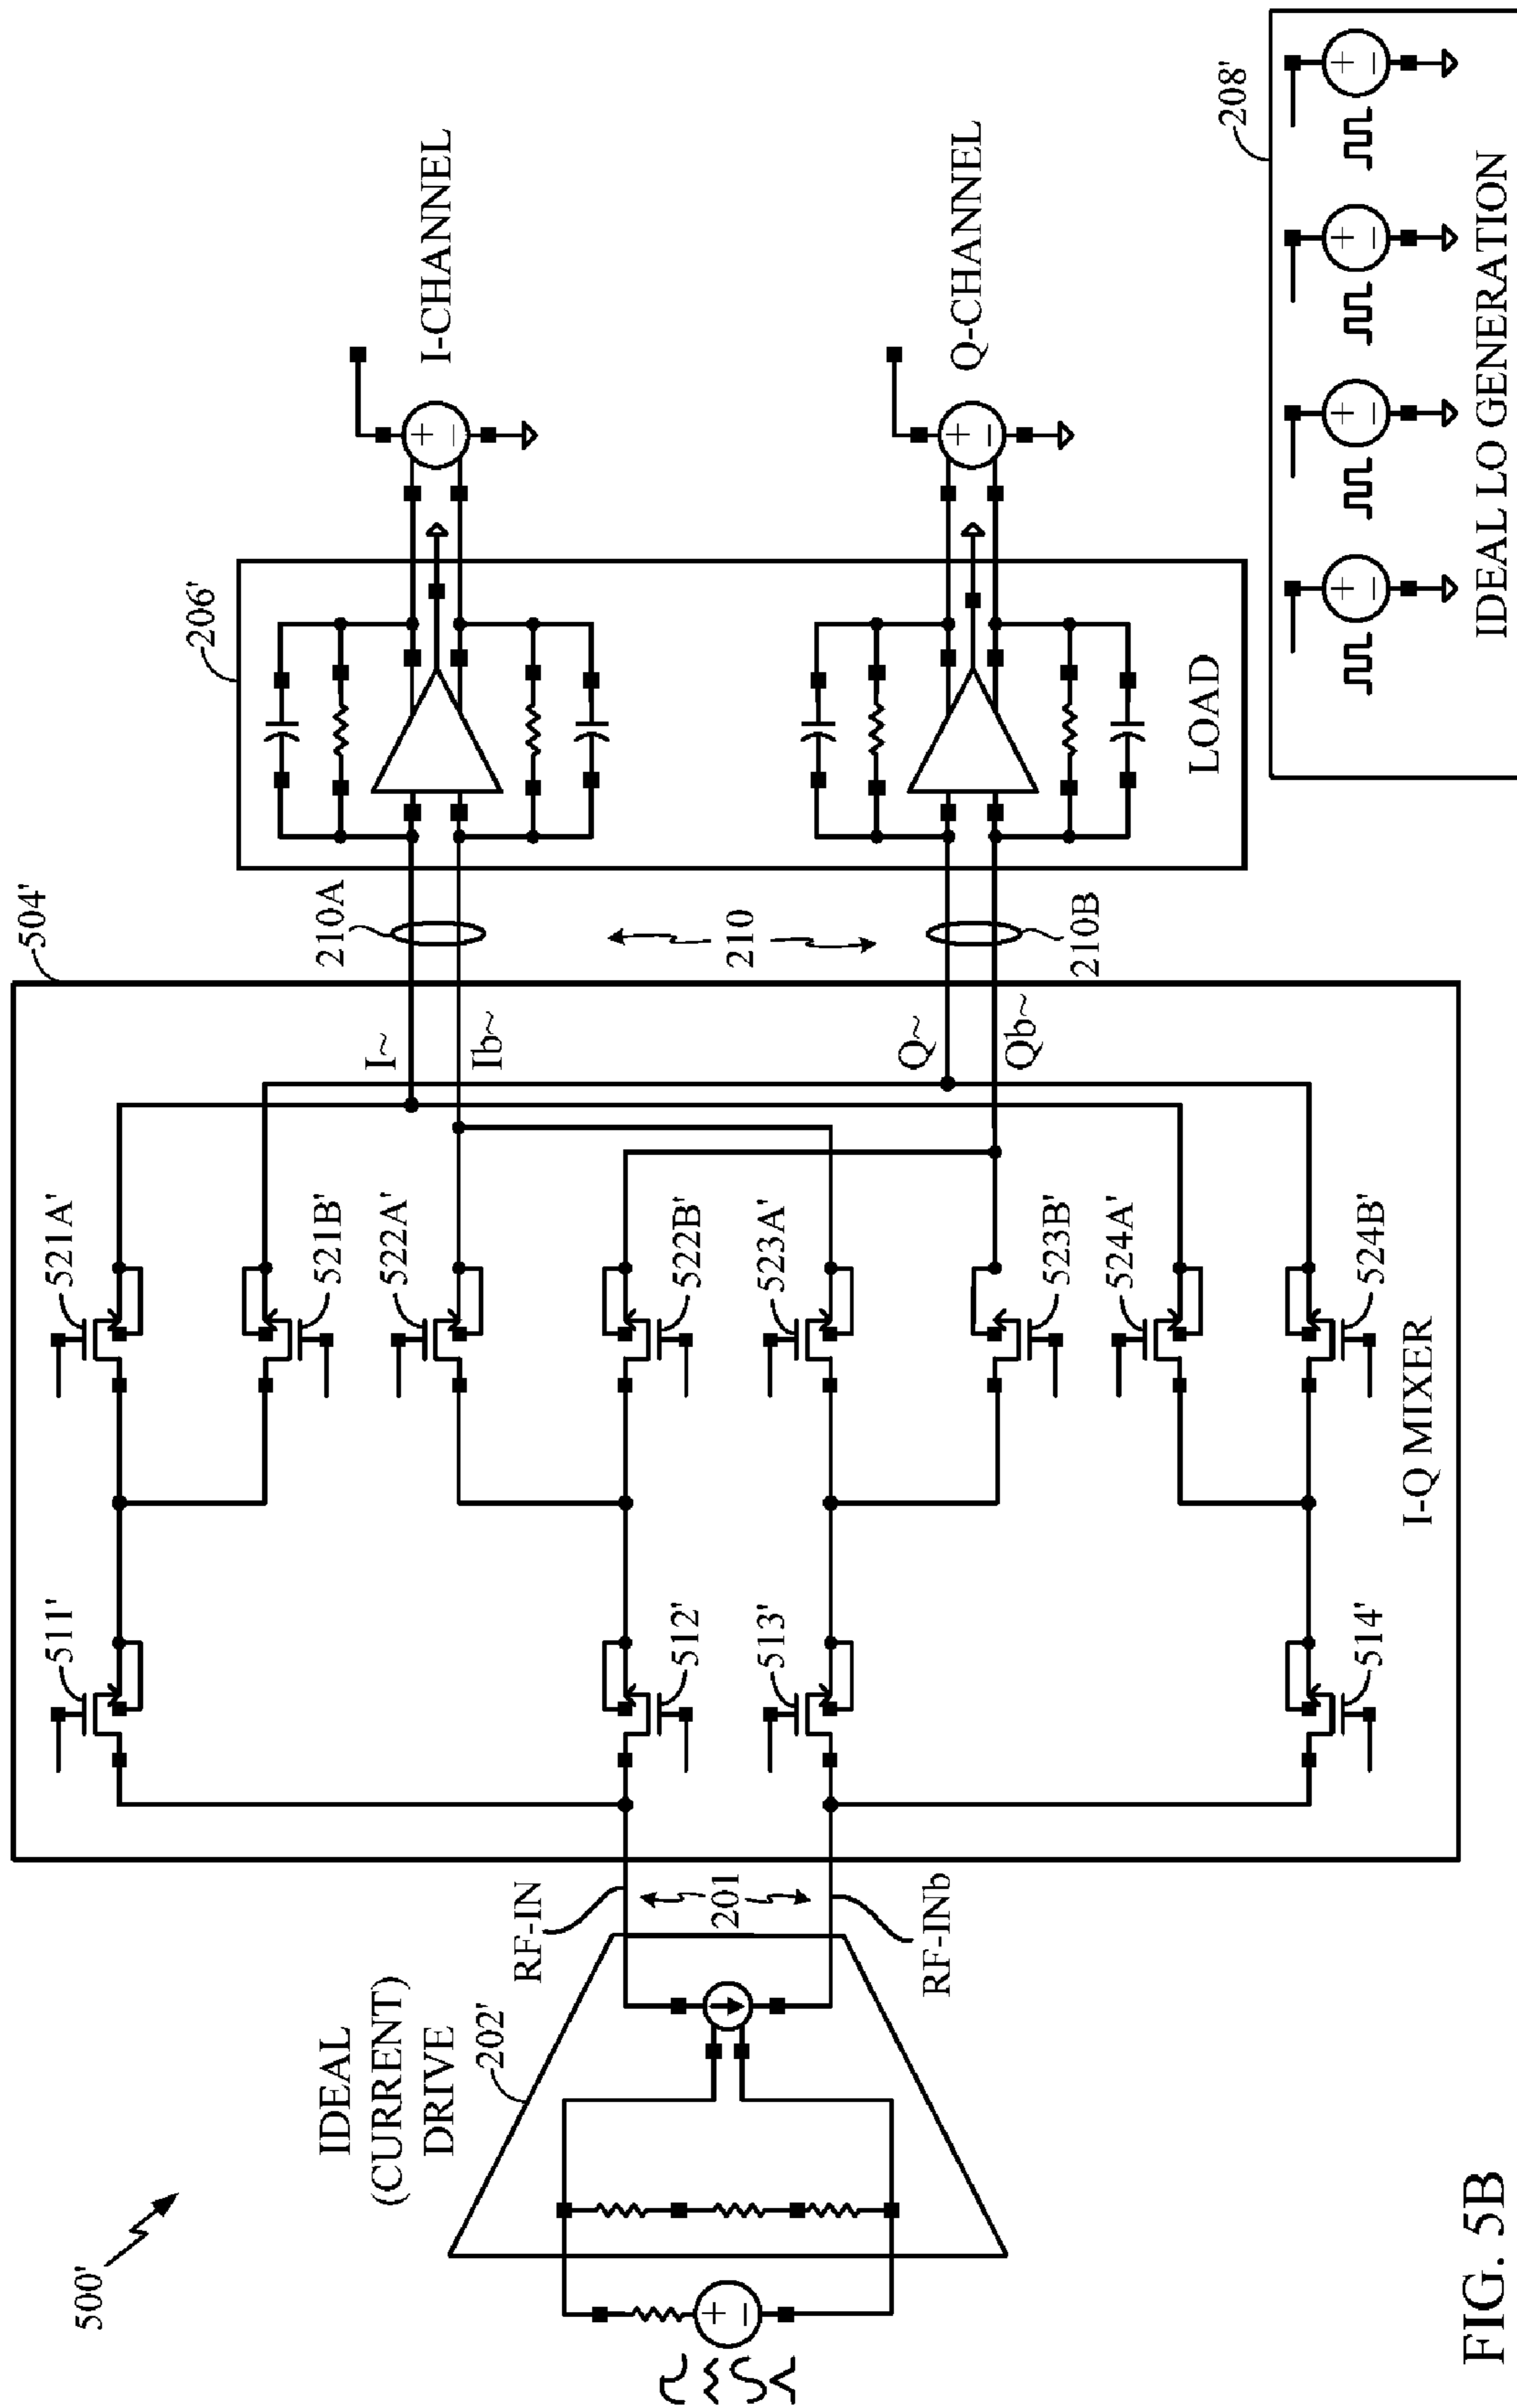 500'
IDEAL
(CURRENT)
DRIVE
202'
RF-IN
201
RF-INb
504'
511'
512'
513'
514'
521A'
521B'
522A'
522B'
523A'
523B'
524A'
524B'
I~
Ib~
Q~
Qb~
I-Q MIXER
210A
210
210B
206'
LOAD
I-CHANNEL
Q-CHANNEL
208'
IDEAL LO GENERATION
FIG. 5B